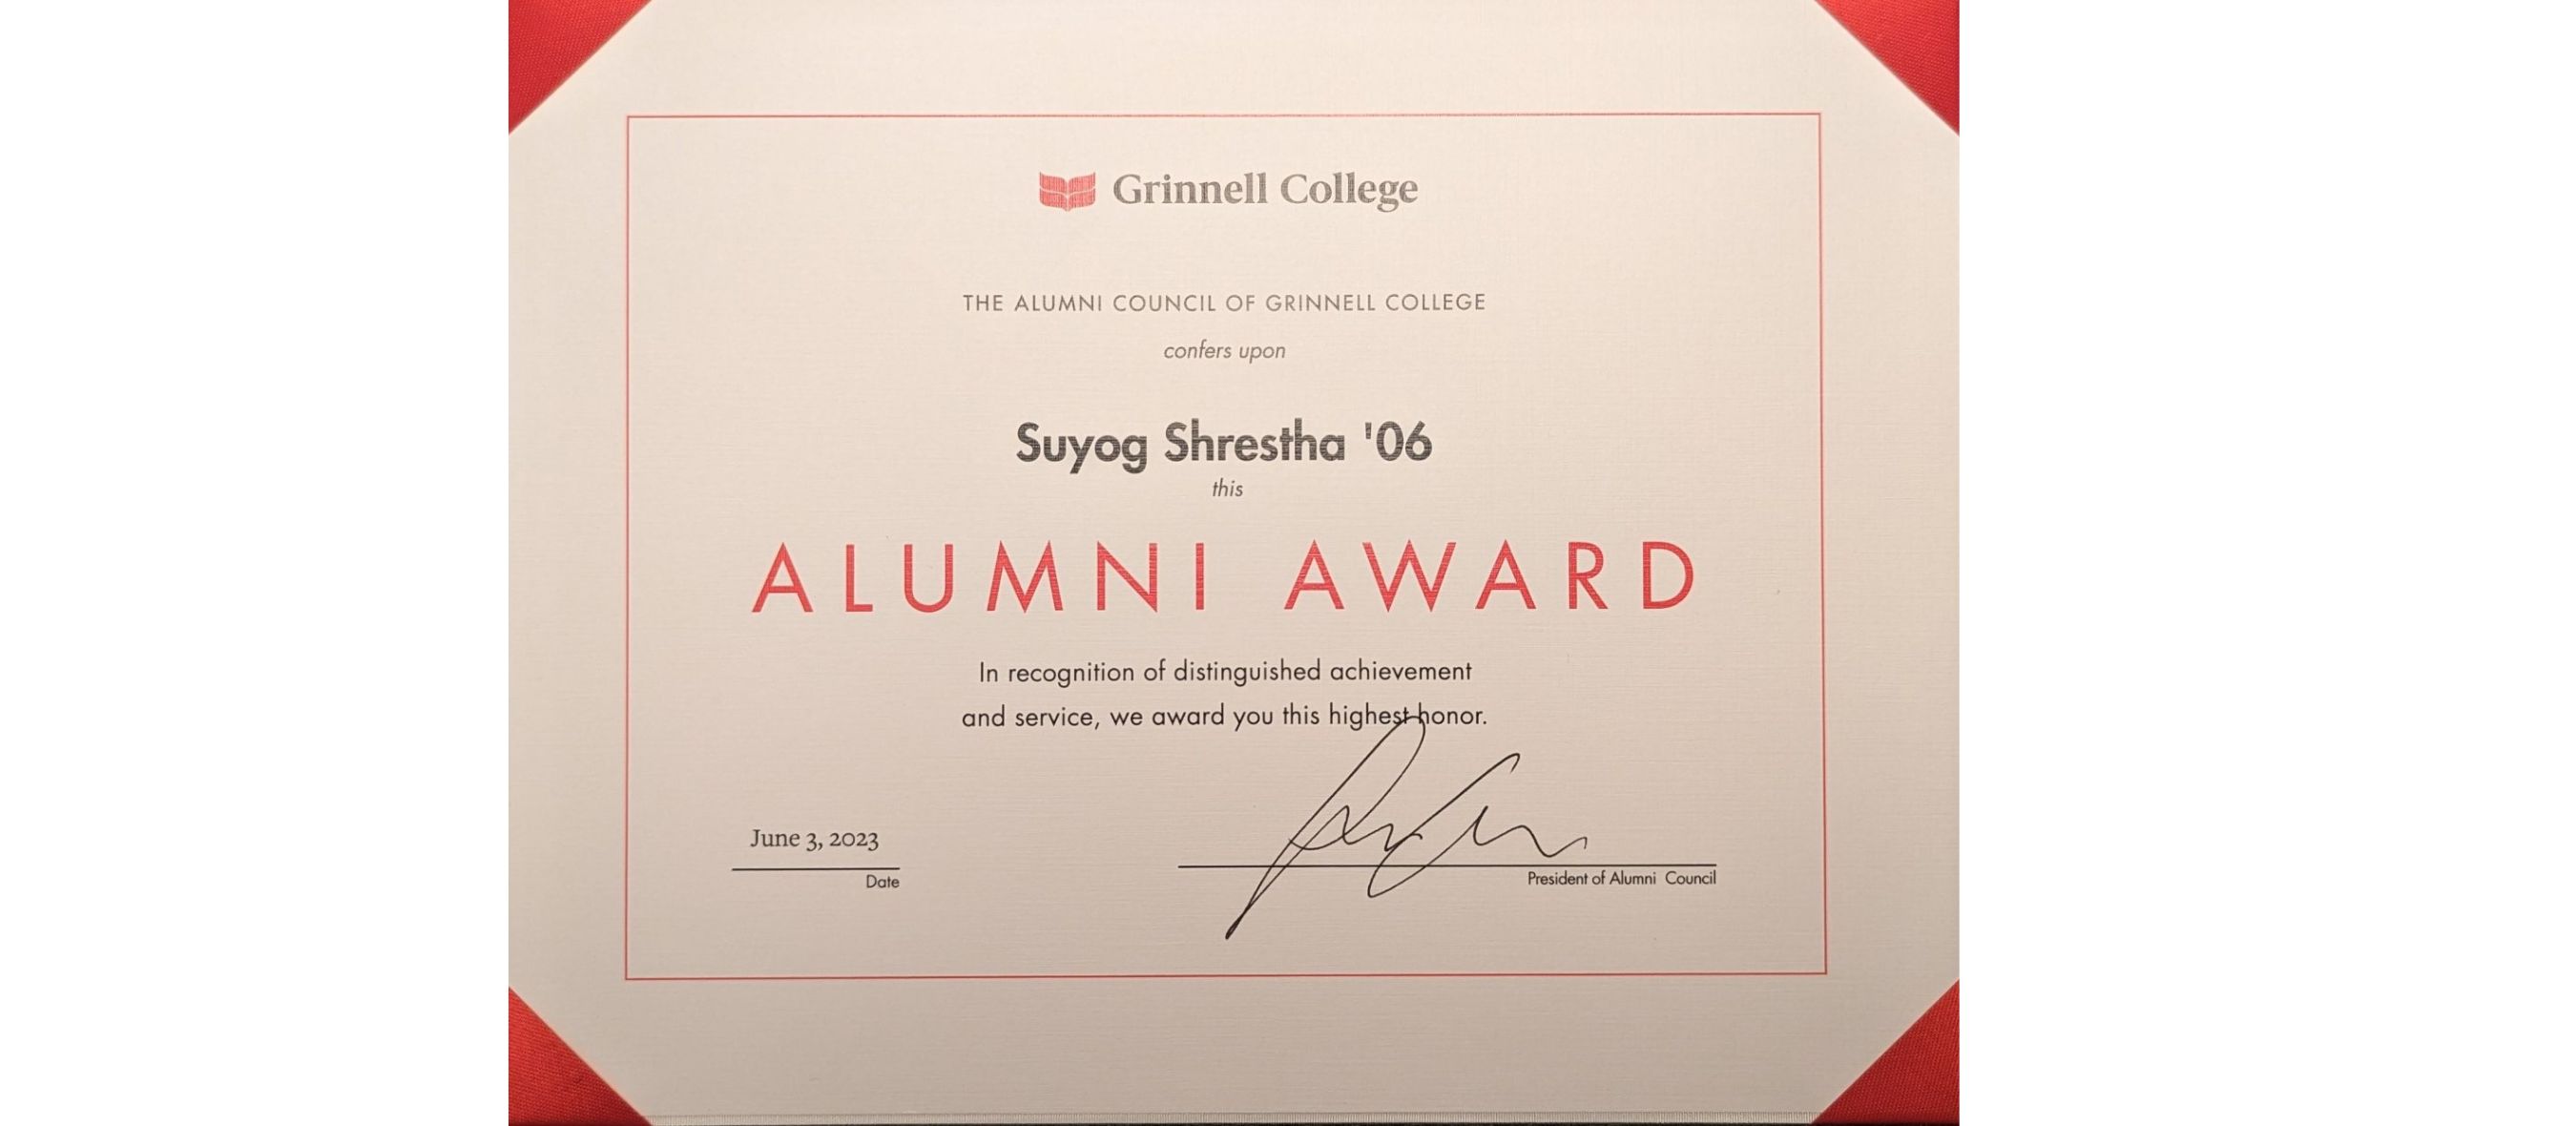 Grinnell College
THE ALUMNI COUNCIL OF GRINNELL COLLEGE
confers upon
Suyog Shrestha '06
this
ALUMNI AWARD
In recognition of distinguished achievement
and service, we award you this highest honor.
June 3, 2023
Date
President of Alumni Council